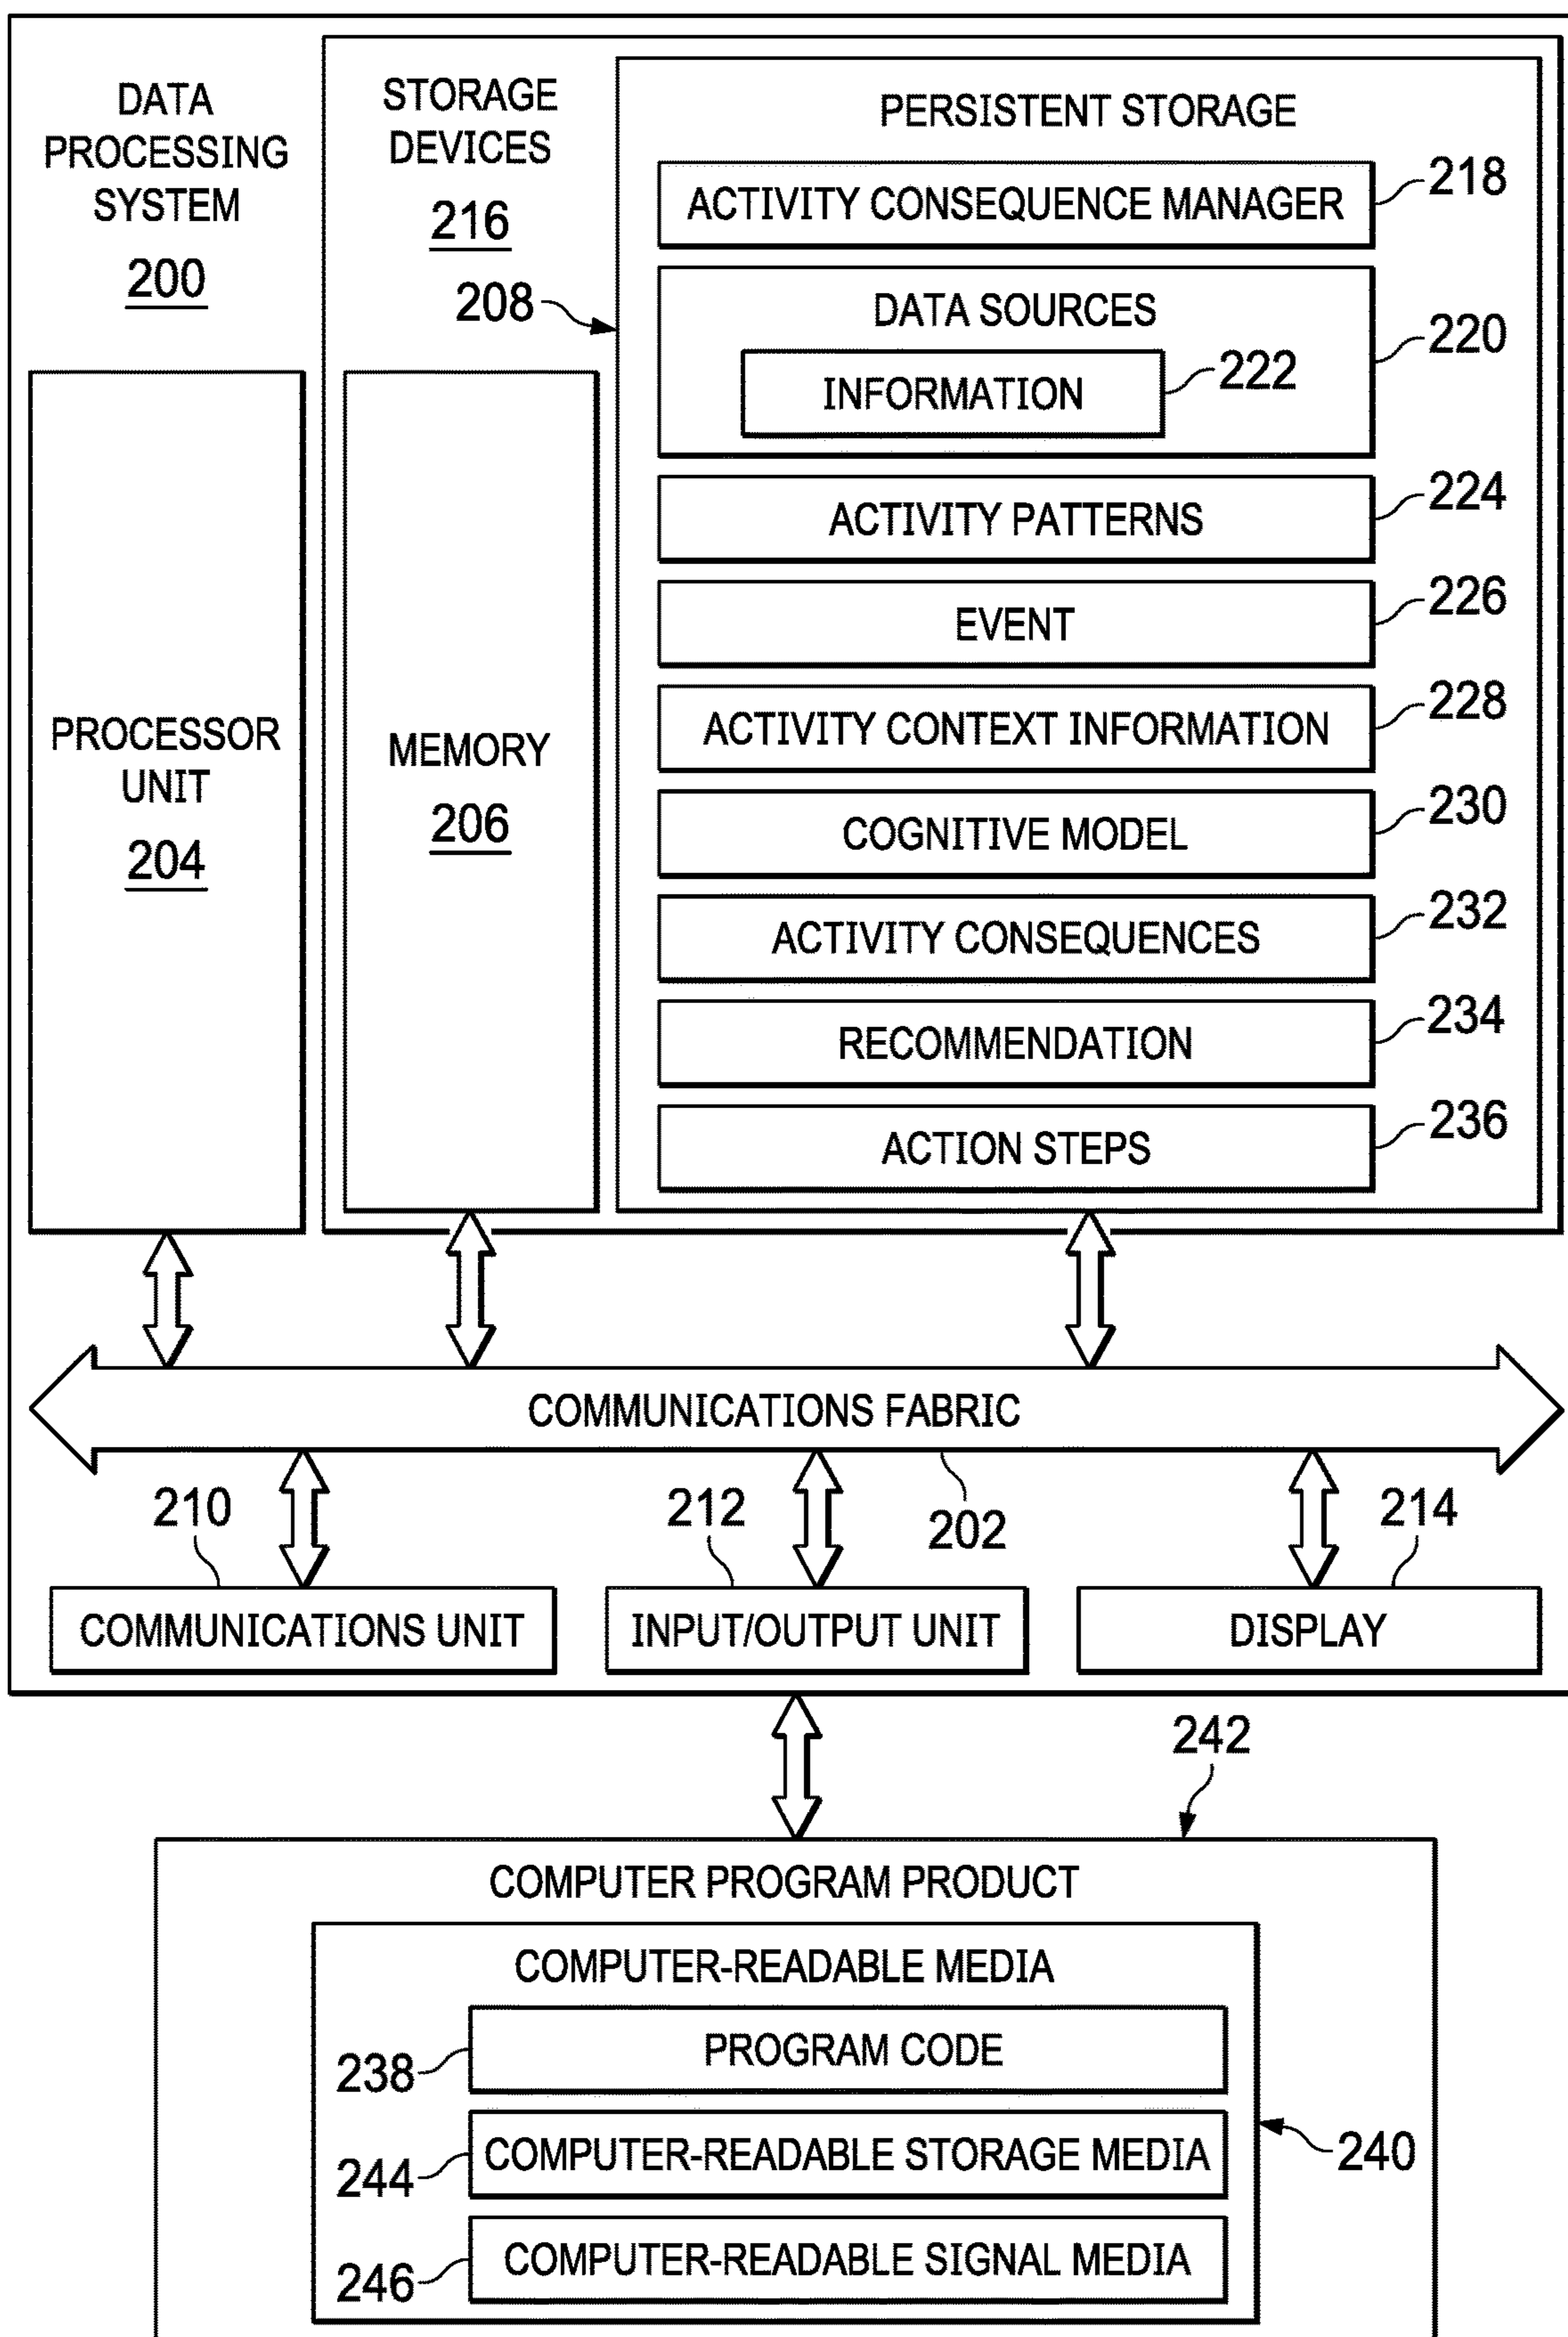 DATA
PROCESSING
SYSTEM
200
STORAGE
DEVICES
216
208
PERSISTENT STORAGE
ACTIVITY CONSEQUENCE MANAGER
218
DATA SOURCES
220
INFORMATION
222
ACTIVITY PATTERNS
224
EVENT
226
ACTIVITY CONTEXT INFORMATION
228
COGNITIVE MODEL
230
ACTIVITY CONSEQUENCES
232
RECOMMENDATION
234
ACTION STEPS
236
PROCESSOR
UNIT
204
MEMORY
206
COMMUNICATIONS FABRIC
202
210
212
214
COMMUNICATIONS UNIT
INPUT/OUTPUT UNIT
DISPLAY
242
COMPUTER PROGRAM PRODUCT
COMPUTER-READABLE MEDIA
238
PROGRAM CODE
244
COMPUTER-READABLE STORAGE MEDIA
240
246
COMPUTER-READABLE SIGNAL MEDIA